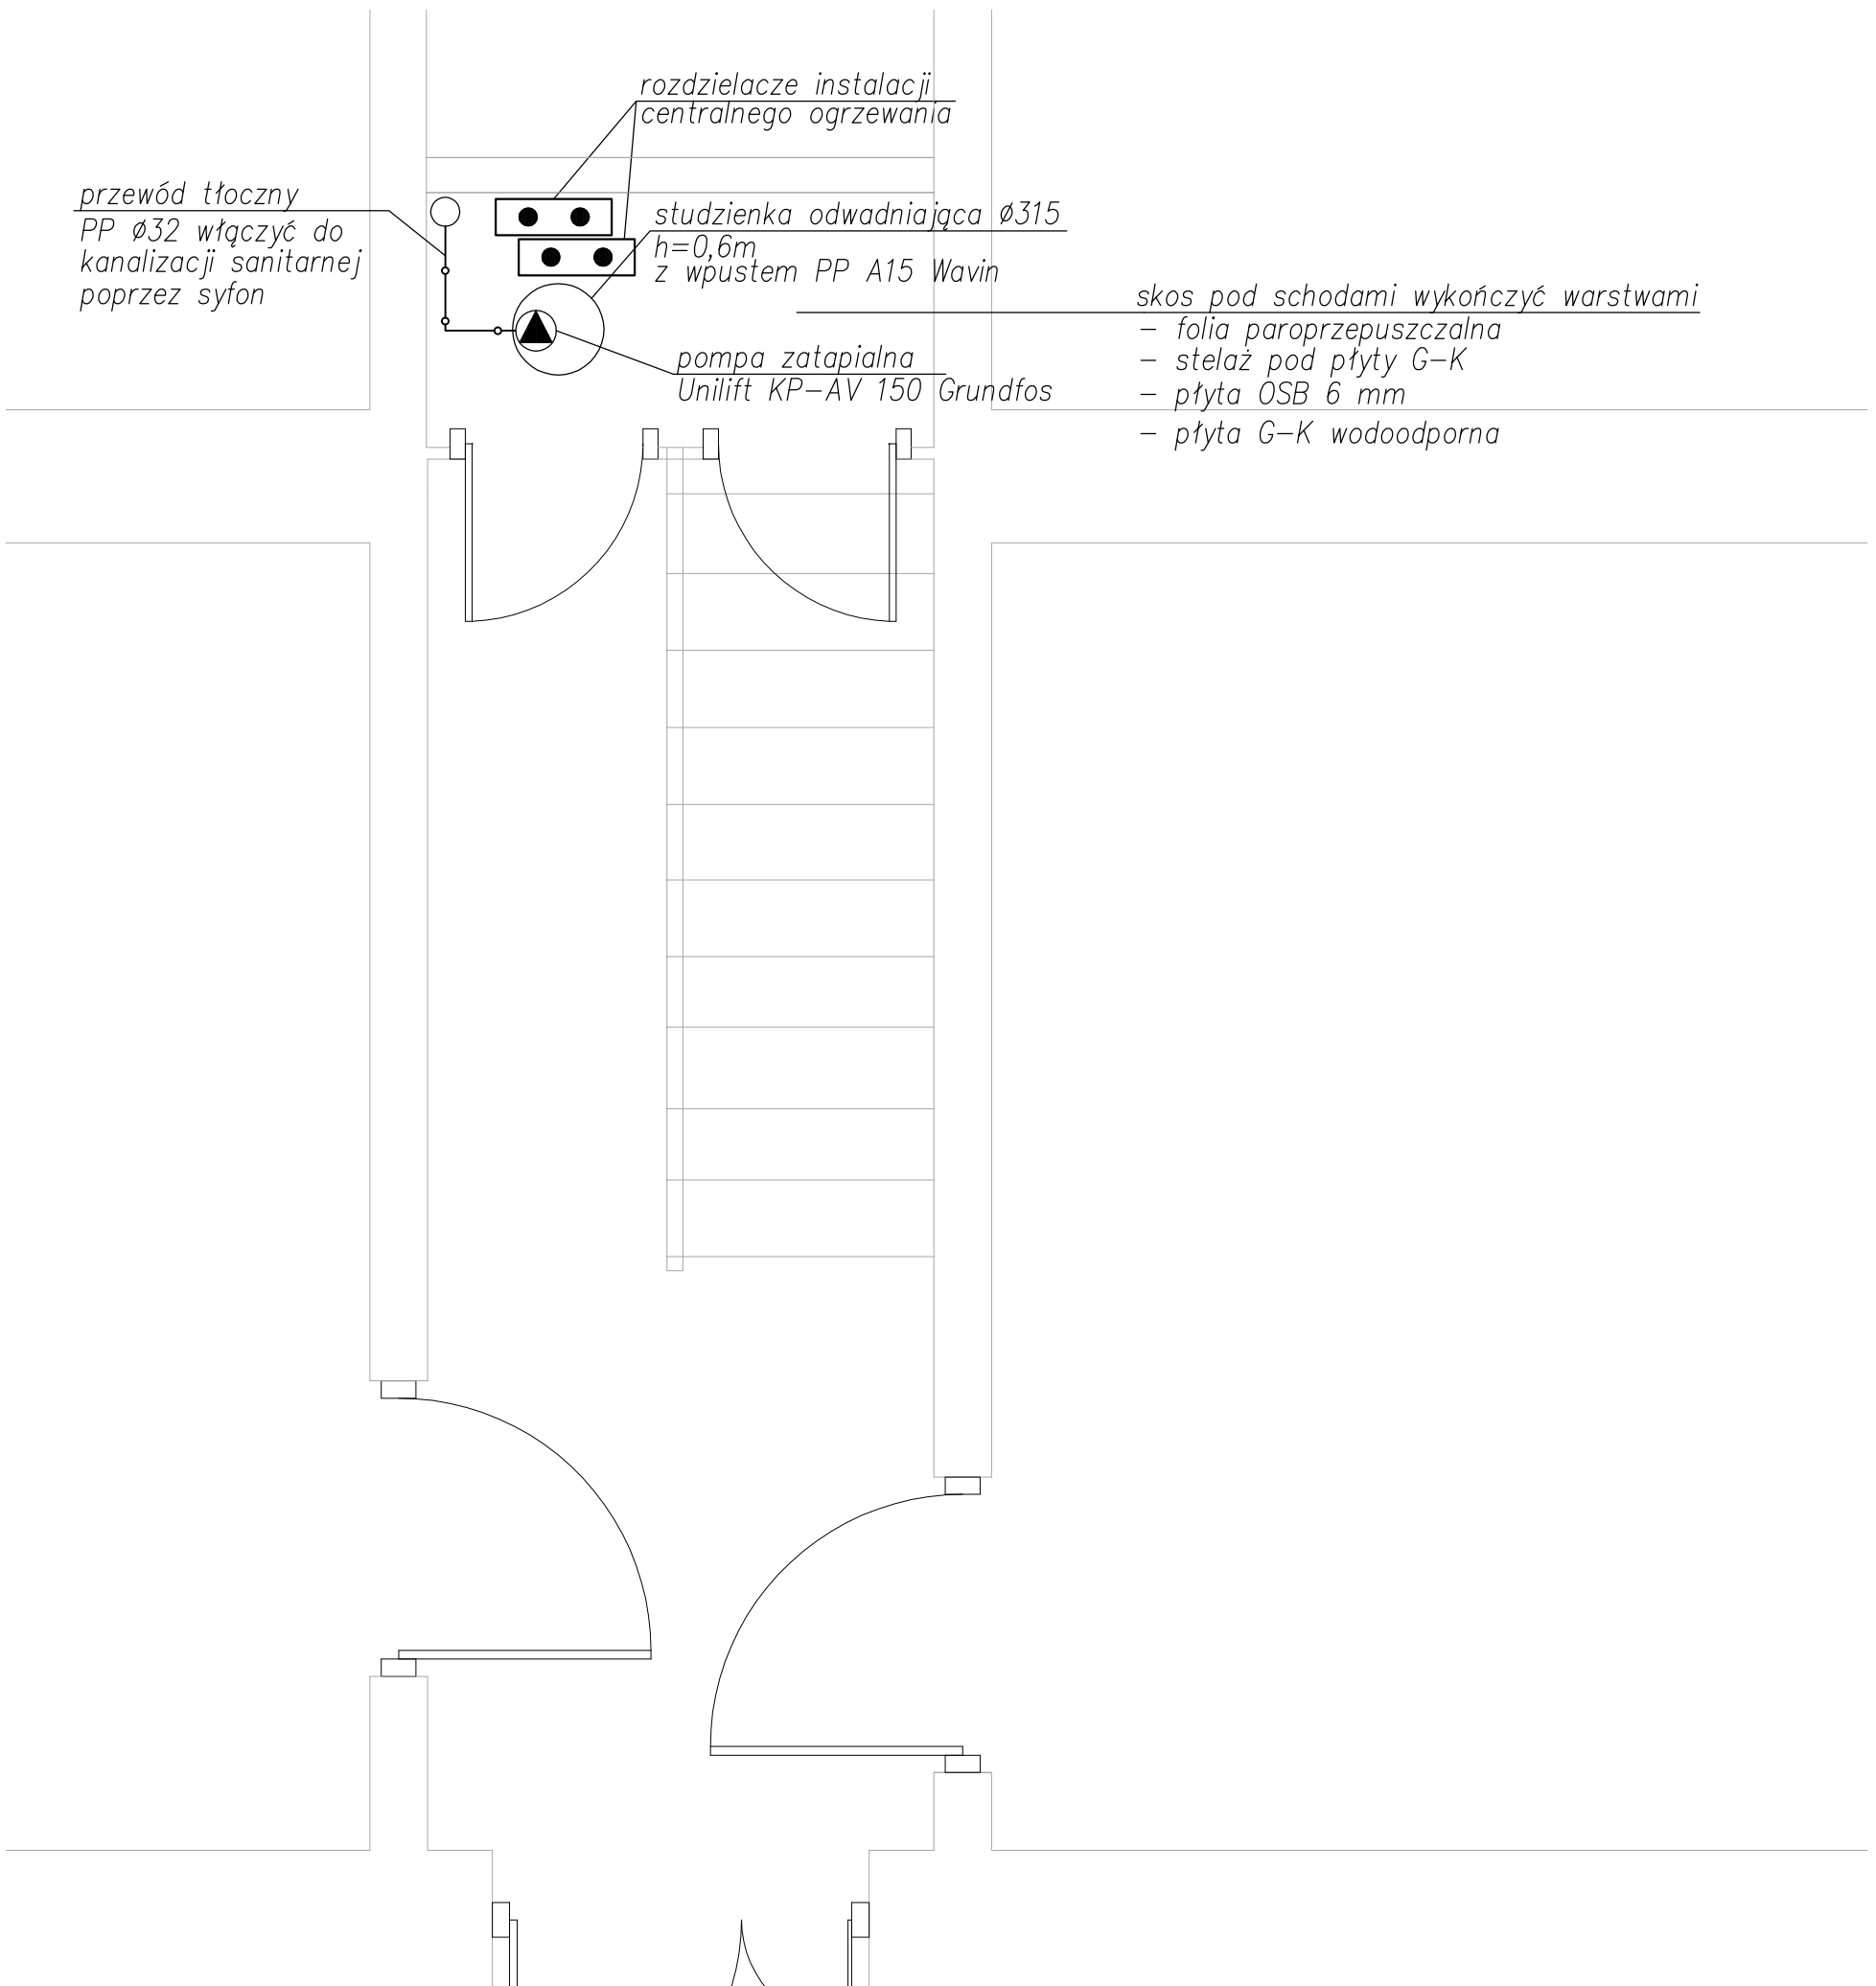 rozdzielacze instalacji
centralnego ogrzewania
przewód tłoczny
PP ø32 włączyć do
kanalizacji sanitarnej
poprzez syfon
studzienka odwadniająca ø315
h=0,6m
z wpustem PP A15 Wavin
skos pod schodami wykończyć warstwami
- folia paroprzepuszczalna
- stelaż pod płyty G-K
- płyta OSB 6 mm
- płyta G-K wodoodporna
pompa zatapialna
Unilift KP-AV 150 Grundfos